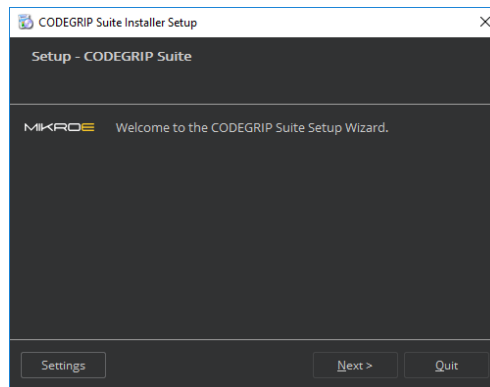 CODEGRIP Suite Installer Setup
Setup - CODEGRIP Suite
MIKROE Welcome to the CODEGRIP Suite Setup Wizard.
Settings Next > Quit